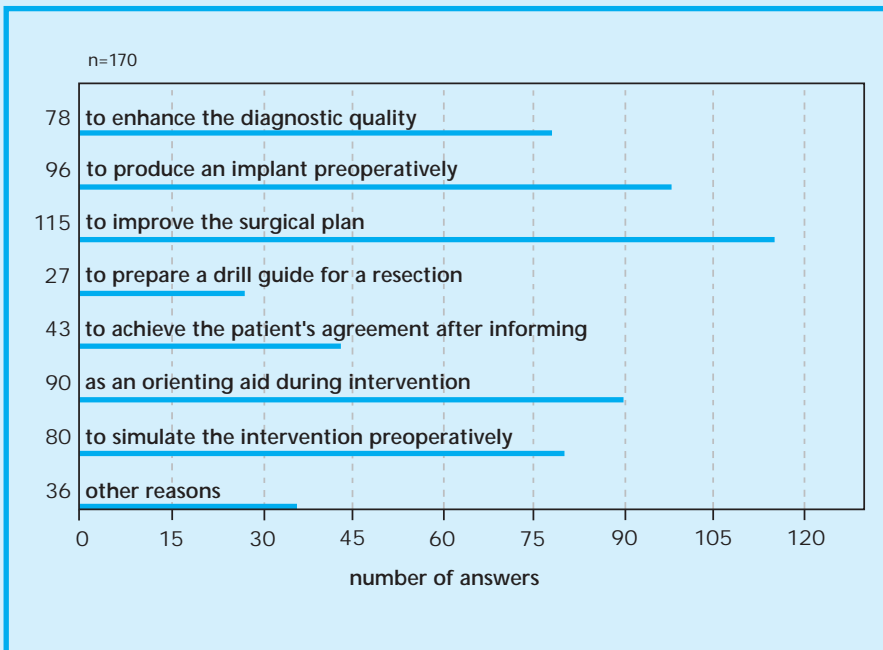 n=170
78 to enhance the diagnostic quality
96 to produce an implant preoperatively
115 to improve the surgical plan
27 to prepare a drill guide for a resection
43 to achieve the patient's agreement after informing
90 as an orienting aid during intervention
80 to simulate the intervention preoperatively
36 other reasons
0 15 30 45 60 75 90 105 120
number of answers